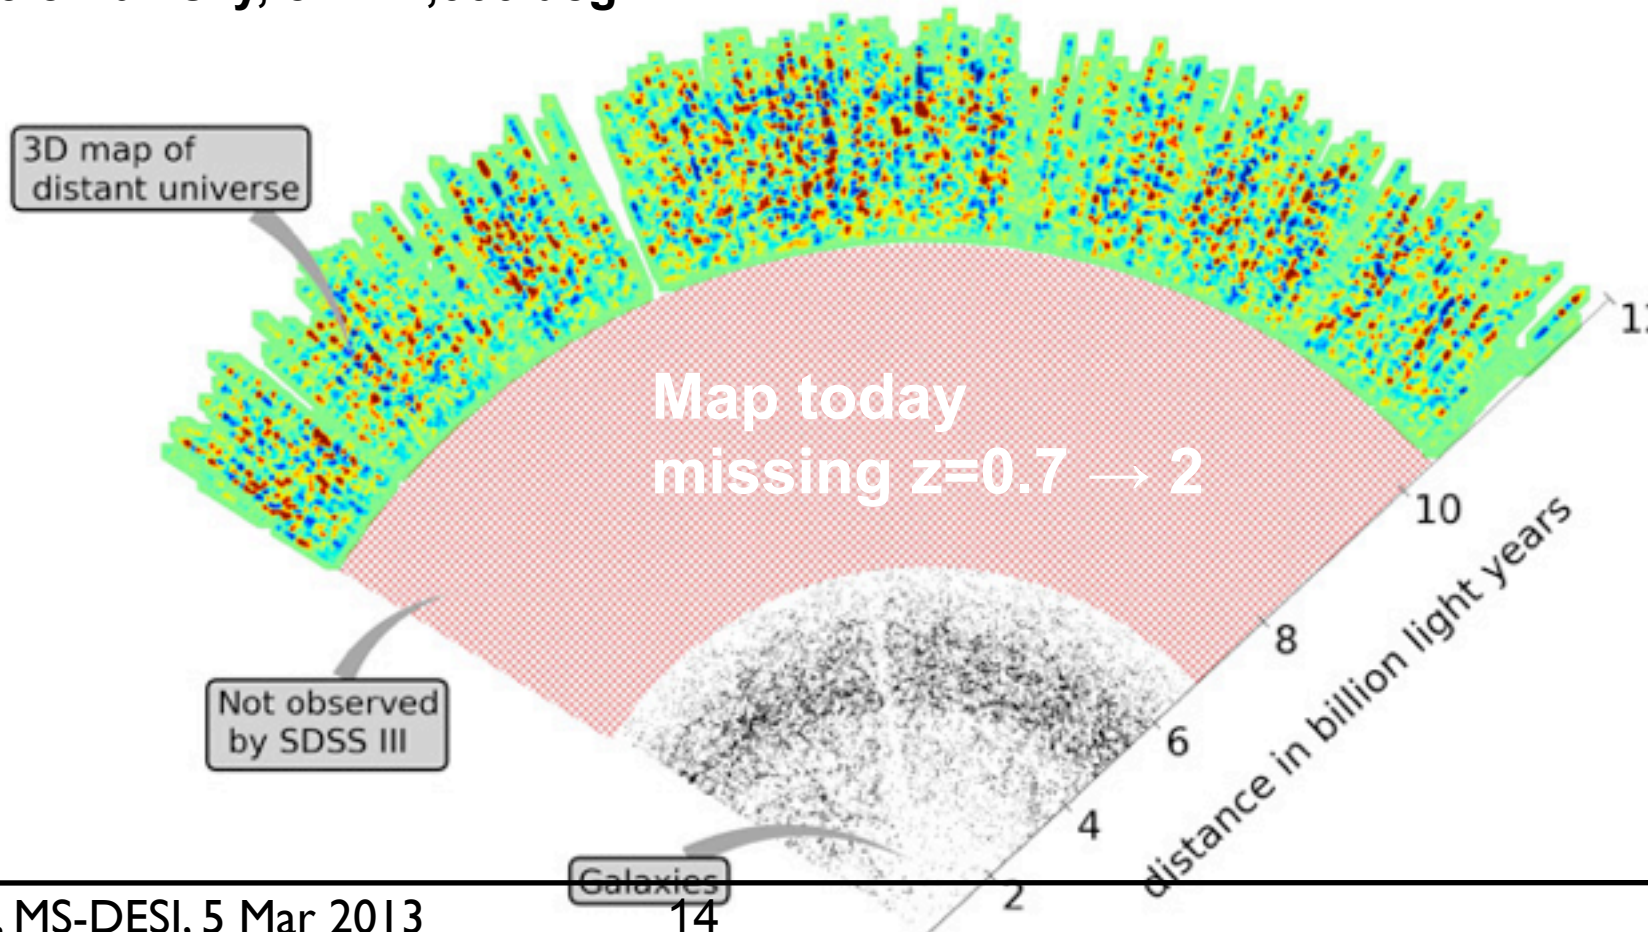 3D map of
distant universe
Map today
missing z=0.7 → 2
10
8
Not observed
by SDSS III
6
4
distance in billion light years
Galaxies
2
MS-DESI, 5 Mar 2013
14